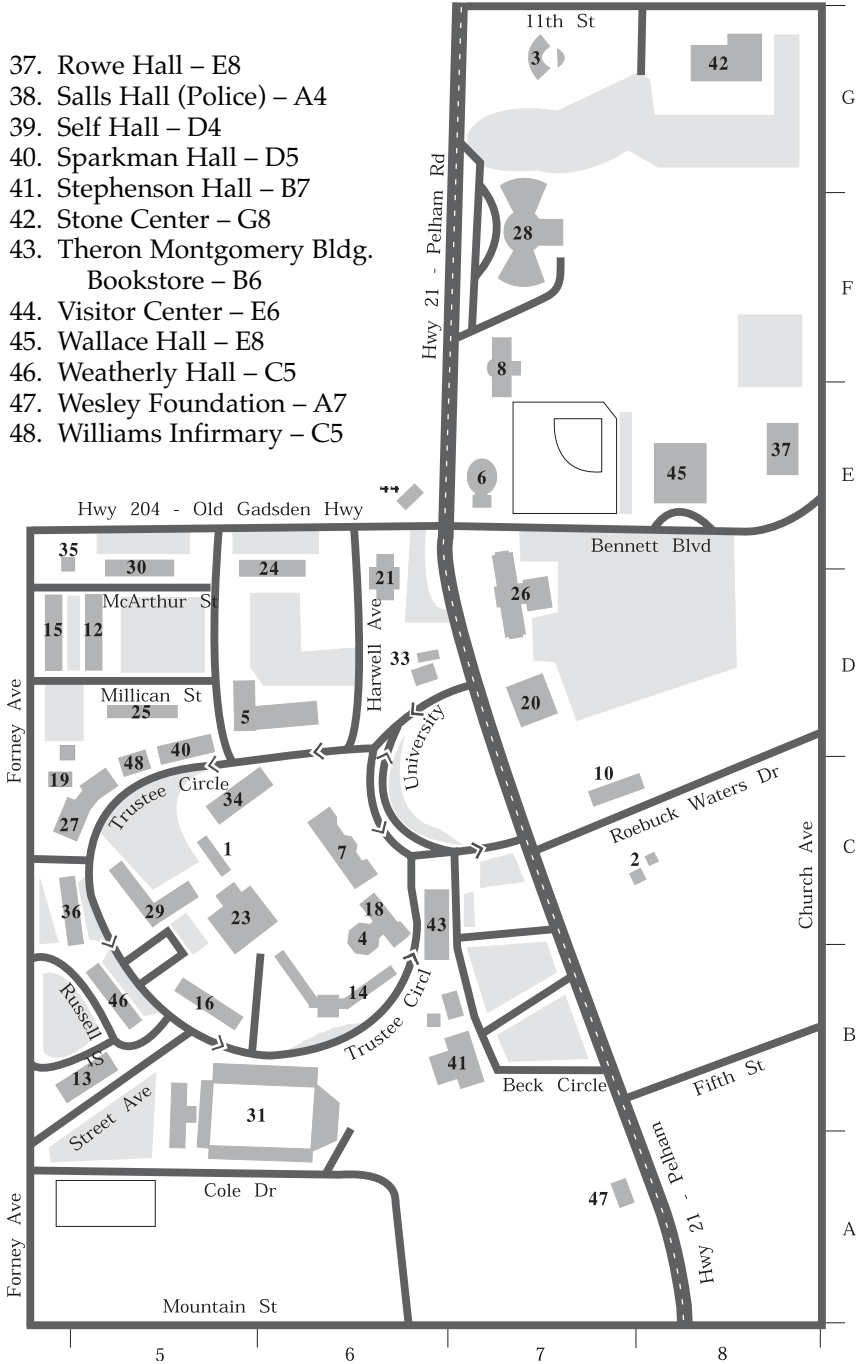 37. Rowe Hall – E8
38. Salls Hall (Police) – A4
39. Self Hall – D4
40. Sparkman Hall – D5
41. Stephenson Hall – B7
42. Stone Center – G8
43. Theron Montgomery Bldg.
Bookstore – B6
44. Visitor Center – E6
45. Wallace Hall – E8
46. Weatherly Hall – C5
47. Wesley Foundation – A7
48. Williams Infirmary – C5
11th St
3
42
G
Hwy 21 - Pelham Rd
28
F
8
37
6
45
E
44
Hwy 204 - Old Gadsden Hwy
Bennett Blvd
35
30
24
21
26
McArthur St
15
12
Harwell Ave
33
D
Millican St
25
5
20
Forney Ave
University
40
48
19
Trustee Circle
34
10
Roebuck Waters Dr
27
1
7
2
C
Church Ave
36
29
23
18
43
4
46
16
14
Trustee Circl
Russell
S
B
13
41
Beck Circle
Fifth St
Street Ave
31
Hwy 21 - Pelham
47
Cole Dr
Forney Ave
A
Mountain St
5
6
7
8